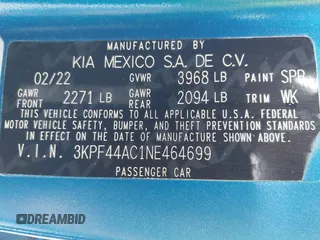 MANUFACTURED BY
KIA MEXICO S.A. DE C.V.
02/22 GVWR 3968 LB PAINT SPB
GAWR FRONT 2271 LB GAWR REAR 2094 LB TRIM WK
THIS VEHICLE CONFORMS TO ALL APPLICABLE U.S.A. FEDERAL
MOTOR VEHICLE SAFETY, BUMPER, AND THEFT PREVENTION STANDARDS
IN EFFECT ON THE DATE OF MANUFACTURE SHOWN ABOVE.
V.I.N. 3KPF44AC1NE464699
PASSENGER CAR
DREAMBID